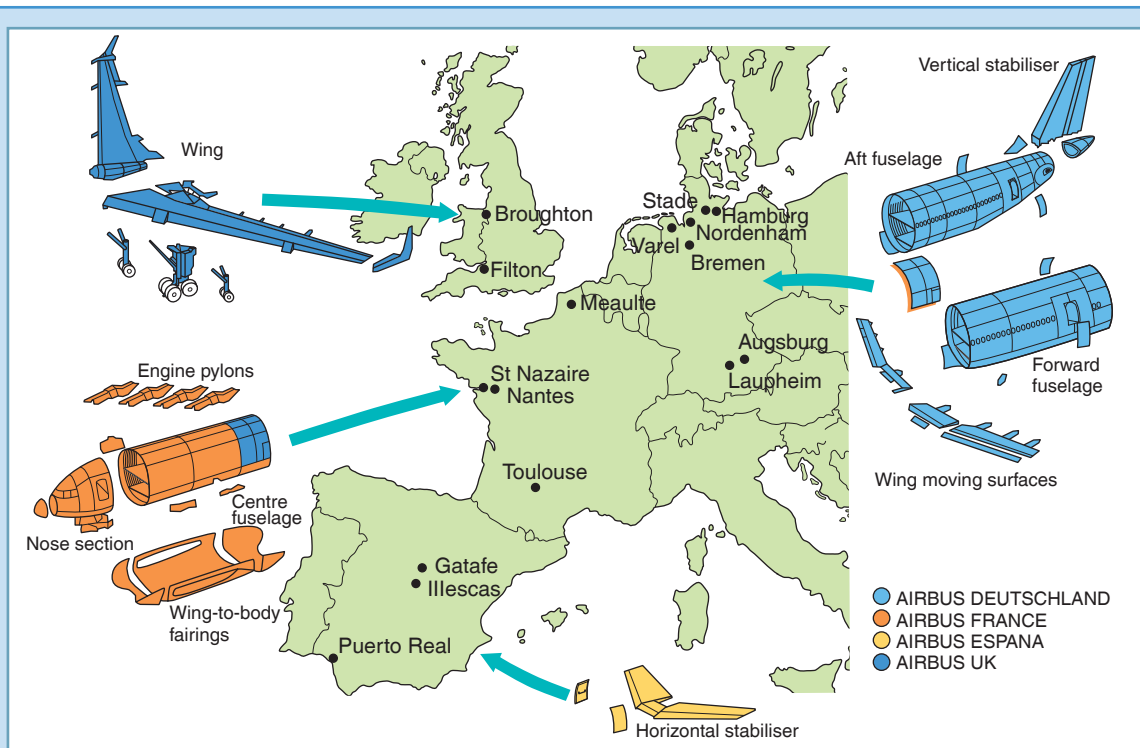 Vertical stabiliser
Wing
Aft fuselage
Stade
Broughton
Hamburg
Nordenham
Varel
Bremen
Filton
Meaulte
Augsburg
Laupheim
Forward
fuselage
Engine pylons
St Nazaire
Nantes
Toulouse
Wing moving surfaces
Centre
fuselage
Nose section
Gatafe
Illescas
Wing-to-body
fairings
Puerto Real
AIRBUS DEUTSCHLAND
AIRBUS FRANCE
AIRBUS ESPANA
AIRBUS UK
Horizontal stabiliser